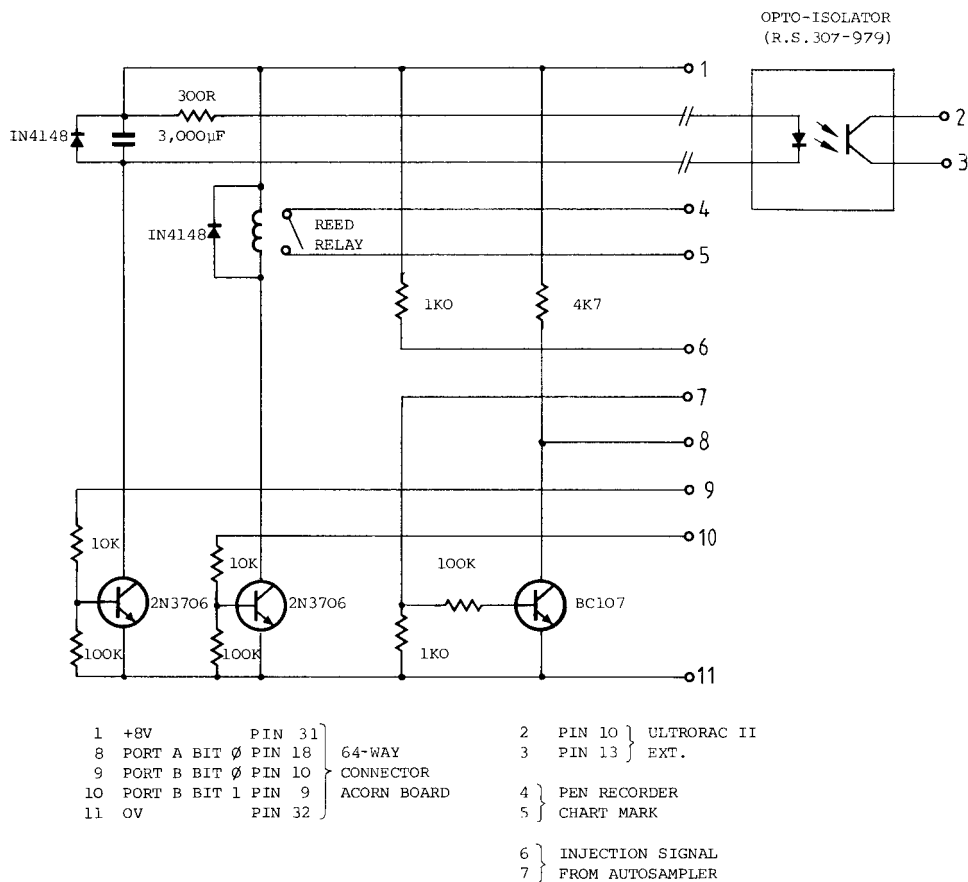 OPTO-ISOLATOR
(R.S.307-979)
1
300R
2
IN4148
3,000µF
3
4
IN4148
REED
RELAY
5
1KO
4K7
6
7
8
9
10
10K
10K
100K
2N3706
2N3706
BC107
100K
100K
1KO
11
1 +8V PIN 31
8 PORT A BIT Ø PIN 18
9 PORT B BIT Ø PIN 10
10 PORT B BIT 1 PIN 9
11 OV PIN 32
64-WAY
CONNECTOR
ACORN BOARD
2 PIN 10
3 PIN 13
ULTRORAC II
EXT.
4 PEN RECORDER
5 CHART MARK
6 INJECTION SIGNAL
7 FROM AUTOSAMPLER